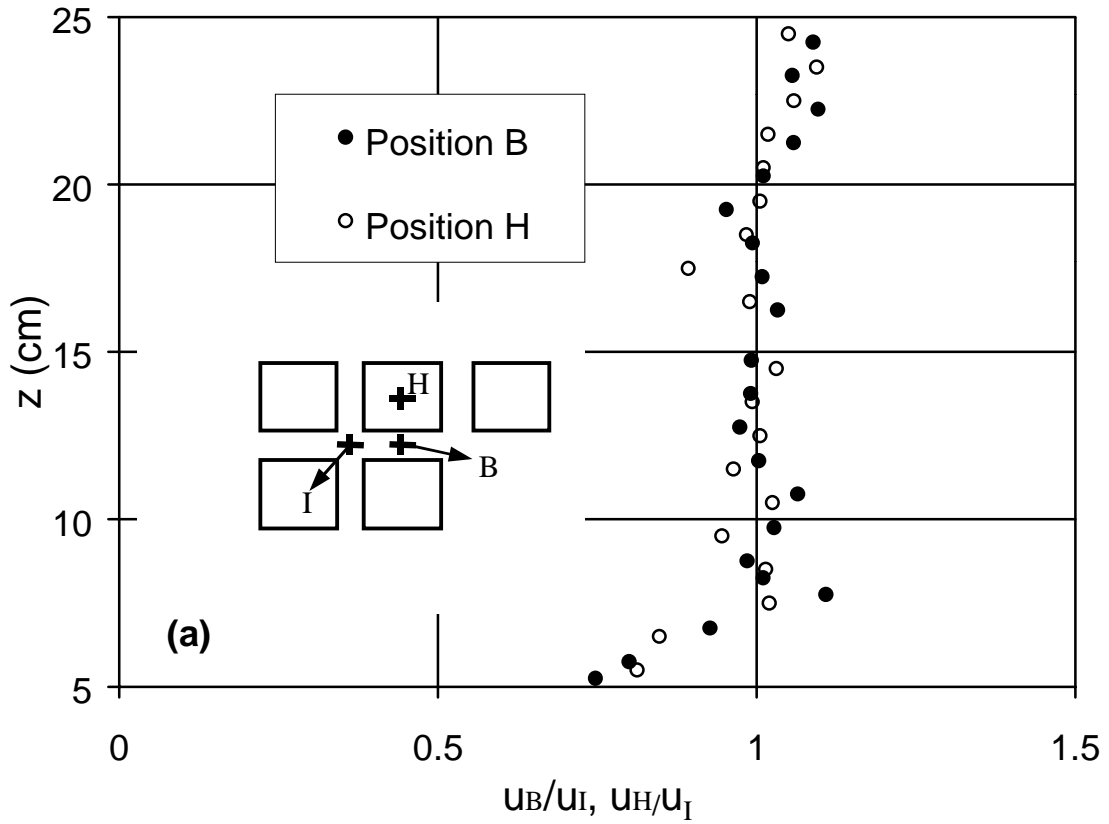 25
20
15
10
5
z (cm)
Position B
Position H
H
B
I
(a)
0 0.5 1 1.5
uB/uI, uH/uI